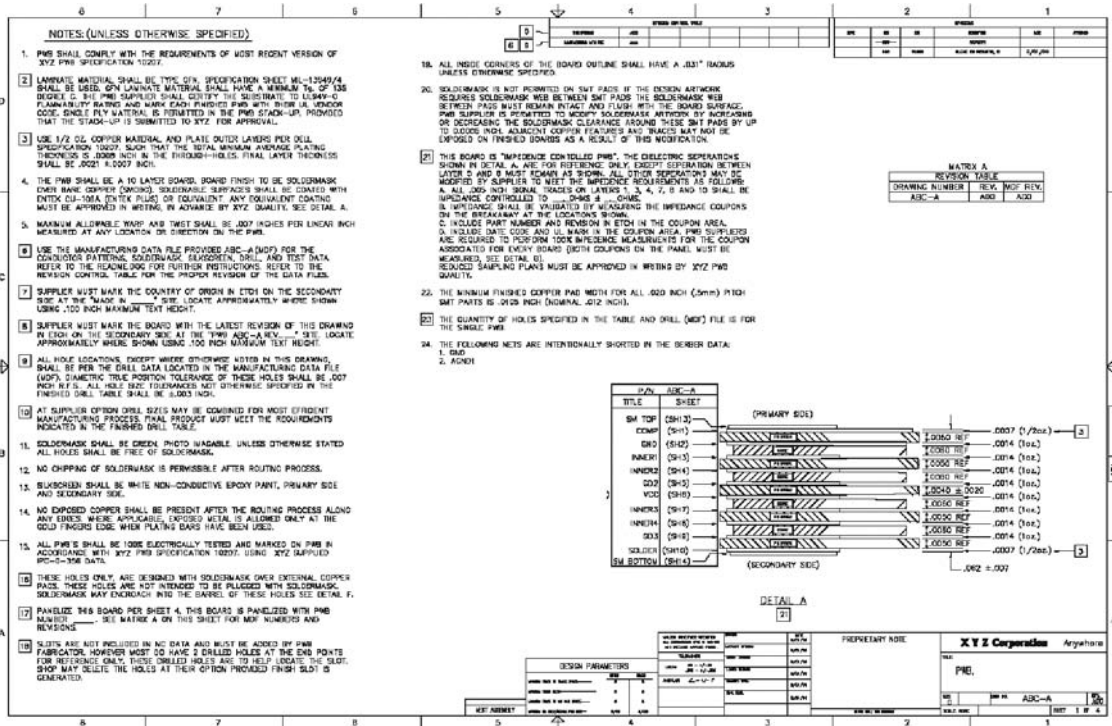 8 7 6 5 4 3 2 1
NOTES: (UNLESS OTHERWISE SPECIFIED)
1. PWB SHALL COMPLY WITH THE REQUIREMENTS OF MOST RECENT VERSION OF
XYZ PWB SPECIFICATION 10207.
2 LAMINATE MATERIAL SHALL BE TYPE GFN, SPECIFICATION SHEET MIL-13949/4
SHALL BE USED. GFN LAMINATE MATERIAL SHALL HAVE A MINIMUM Tg. OF 135
DEGREE C. THE PWB SUPPLIER SHALL CERTIFY THE SUBSTRATE TO UL94V-0
FLAMMABILITY RATING AND MARK EACH FINISHED PWB WITH THEIR UL VENDOR
CODE. SINGLE PLY MATERIAL IS PERMITTED IN THE PWB STACK-UP, PROVIDED
THAT THE STACK-UP IS SUBMITTED TO XYZ FOR APPROVAL.
3 USE 1/2 OZ. COPPER MATERIAL AND PLATE OUTER LAYERS PER DELL
SPECIFICATION 10207. SUCH THAT THE TOTAL MINIMUM AVERAGE PLATING
THICKNESS IS .0008 INCH IN THE THROUGH-HOLES. FINAL LAYER THICKNESS
SHALL BE .0021 ±.0007 INCH.
4. THE PWB SHALL BE A 10 LAYER BOARD. BOARD FINISH TO BE SOLDERMASK
OVER BARE COPPER (SMOBC). SOLDERABLE SURFACES SHALL BE COATED WITH
ENTEK CU-106A (ENTEK PLUS) OR EQUIVALENT ANY EQUIVALENT COATING
MUST BE APPROVED IN WRITING, IN ADVANCE BY XYZ QUALITY. SEE DETAIL A.
5. MAXIMUM ALLOWABLE WARP AND TWIST SHALL BE .007 INCHES PER LINEAR INCH
MEASURED AT ANY LOCATION OR DIRECTION ON THE PWB.
6 USE THE MANUFACTURING DATA FILE PROVIDED ABC-A(MDF) FOR THE
CONDUCTOR PATTERNS, SOLDERMASK, SILKSCREEN, DRILL, AND TEST DATA
REFER TO THE README.DOC FOR FURTHER INSTRUCTIONS. REFER TO THE
REVISION CONTROL TABLE FOR THE PROPER REVISION OF THE DATA FILES.
7 SUPPLIER MUST MARK THE COUNTRY OF ORIGIN IN ETCH ON THE SECONDARY
SIDE AT THE "MADE IN _____" SITE. LOCATE APPROXIMATELY WHERE SHOWN
USING .100 INCH MAXIMUM TEXT HEIGHT.
8 SUPPLIER MUST MARK THE BOARD WITH THE LATEST REVISION OF THIS DRAWING
IN ETCH ON THE SECONDARY SIDE AT THE "PWB ABC-A REV.___" SITE. LOCATE
APPROXIMATELY WHERE SHOWN USING .100 INCH MAXIMUM TEXT HEIGHT.
9 ALL HOLE LOCATIONS, EXCEPT WHERE OTHERWISE NOTED IN THIS DRAWING,
SHALL BE PER THE DRILL DATA LOCATED IN THE MANUFACTURING DATA FILE
(MDF). DIAMETRIC TRUE POSITION TOLERANCE OF THESE HOLES SHALL BE .007
INCH R.F.S. ALL HOLE SIZE TOLERANCES NOT OTHERWISE SPECIFIED IN THE
FINISHED DRILL TABLE SHALL BE ±.003 INCH.
10 AT SUPPLIER OPTION DRILL SIZES MAY BE COMBINED FOR MOST EFFICIENT
MANUFACTURING PROCESS. FINAL PRODUCT MUST MEET THE REQUIREMENTS
INDICATED IN THE FINISHED DRILL TABLE.
11. SOLDERMASK SHALL BE GREEN, PHOTO IMAGABLE. UNLESS OTHERWISE STATED
ALL HOLES SHALL BE FREE OF SOLDERMASK.
12. NO CHIPPING OF SOLDERMASK IS PERMISSIBLE AFTER ROUTING PROCESS.
13. SILKSCREEN SHALL BE WHITE NON-CONDUCTIVE EPOXY PAINT, PRIMARY SIDE
AND SECONDARY SIDE.
14. NO EXPOSED COPPER SHALL BE PRESENT AFTER THE ROUTING PROCESS ALONG
ANY EDGES. WHERE APPLICABLE, EXPOSED METAL IS ALLOWED ONLY AT THE
GOLD FINGERS EDGE WHEN PLATING BARS HAVE BEEN USED.
15. ALL PWB'S SHALL BE 100% ELECTRICALLY TESTED AND MARKED ON PWB IN
ACCORDANCE WITH XYZ PWB SPECIFICATION 10207. USING XYZ SUPPLIED
IPC-D-356 DATA.
16 THESE HOLES ONLY, ARE DESIGNED WITH SOLDERMASK OVER EXTERNAL COPPER
PADS. THESE HOLES ARE NOT INTENDED TO BE PLUGGED WITH SOLDERMASK.
SOLDERMASK MAY ENCROACH INTO THE BARREL OF THESE HOLES SEE DETAIL F.
17 PANELIZE THIS BOARD PER SHEET 4. THIS BOARD IS PANELIZED WITH PWB
NUMBER _____. SEE MATRIX A ON THIS SHEET FOR MDF NUMBERS AND
REVISIONS.
18 SLOTS ARE NOT INCLUDED IN NC DATA AND MUST BE ADDED BY PWB
FABRICATOR. HOWEVER MOST DO HAVE 2 DRILLED HOLES AT THE END POINTS
FOR REFERENCE ONLY. THESE DRILLED HOLES ARE TO HELP LOCATE THE SLOT.
SHOP MAY DELETE THE HOLES AT THEIR OPTION PROVIDED FINISH SLOT IS
GENERATED.
19. ALL INSIDE CORNERS OF THE BOARD OUTLINE SHALL HAVE A .031" RADIUS
UNLESS OTHERWISE SPECIFIED.
20. SOLDERMASK IS NOT PERMITTED ON SMT PADS. IF THE DESIGN ARTWORK
REQUIRES SOLDERMASK WEB BETWEEN SMT PADS THE SOLDERMASK WEB
BETWEEN PADS MUST REMAIN INTACT AND FLUSH WITH THE BOARD SURFACE.
PWB SUPPLIER IS PERMITTED TO MODIFY SOLDERMASK ARTWORK BY INCREASING
OR DECREASING THE SOLDERMASK CLEARANCE AROUND THESE SMT PADS BY UP
TO 0.0005 INCH. ADJACENT COPPER FEATURES AND TRACES MAY NOT BE
EXPOSED ON FINISHED BOARDS AS A RESULT OF THIS MODIFICATION.
21 THIS BOARD IS "IMPEDENCE CONTROLLED PWB". THE DIELECTRIC SEPERATIONS
SHOWN IN DETAIL A, ARE FOR REFERENCE ONLY, EXCEPT SEPERATION BETWEEN
LAYER 5 AND 6 MUST REMAIN AS SHOWN. ALL OTHER SEPERATIONS MAY BE
MODIFIED BY SUPPLIER TO MEET THE IMPEDENCE REQUIREMENTS AS FOLLOWS:
A. ALL .005 INCH SIGNAL TRACES ON LAYERS 1, 3, 4, 7, 8 AND 10 SHALL BE
IMPEDANCE CONTROLLED TO ___OHMS ± __OHMS.
B. IMPEDANCE SHALL BE VALIDATED BY MEASURING THE IMPEDANCE COUPONS
ON THE BREAKAWAY AT THE LOCATIONS SHOWN.
C. INCLUDE PART NUMBER AND REVISION IN ETCH IN THE COUPON AREA.
D. INCLUDE DATE CODE AND UL MARK IN THE COUPON AREA. PWB SUPPLIERS
ARE REQUIRED TO PERFORM 100% IMPEDENCE MEASURMENTS FOR THE COUPON
ASSOCIATED FOR EVERY BOARD (BOTH COUPONS ON THE PANEL MUST BE
MEASURED, SEE DETAIL B).
REDUCED SAMPLING PLANS MUST BE APPROVED IN WRITING BY XYZ PWB
QUALITY.
22. THE MINIMUM FINISHED COPPER PAD WIDTH FOR ALL .020 INCH (.5mm) PITCH
SMT PARTS IS .0105 INCH (NOMINAL .012 INCH).
23 THE QUANTITY OF HOLES SPECIFIED IN THE TABLE AND DRILL (MDF) FILE IS FOR
THE SINGLE PWB.
24. THE FOLLOWING NETS ARE INTENTIONALLY SHORTED IN THE GERBER DATA:
1. GND
2. AGND1
MATRIX A
REVISION TABLE
DRAWING NUMBER REV. MDF REV.
ABC-A A00 A00
P/N ABC-A
TITLE SHEET
SM TOP (SH13)
COMP (SH1)
GND (SH2)
INNER1 (SH3)
INNER2 (SH4)
GD2 (SH5)
VCC (SH6)
INNER3 (SH7)
INNER4 (SH8)
GD3 (SH9)
SOLDER (SH10)
SM BOTTOM (SH14)
(PRIMARY SIDE)
(SECONDARY SIDE)
.0050 REF
.0040 ±.0020
.0007 (1/2oz.) 3
.0014 (1oz.)
.0014 (1oz.)
.0014 (1oz.)
.0014 (1oz.)
.0014 (1oz.)
.0014 (1oz.)
.0014 (1oz.)
.0014 (1oz.)
.0007 (1/2oz.) 3
.062 ±.007
DETAIL A
21
DESIGN PARAMETERS
NEXT ASSEMBLY
PROPRIETARY NOTE
X Y Z Corporation Anywhere
TITLE
PWB,
ABC-A
SHEET 1 OF 4
8 7 6 5 4 3 2 1